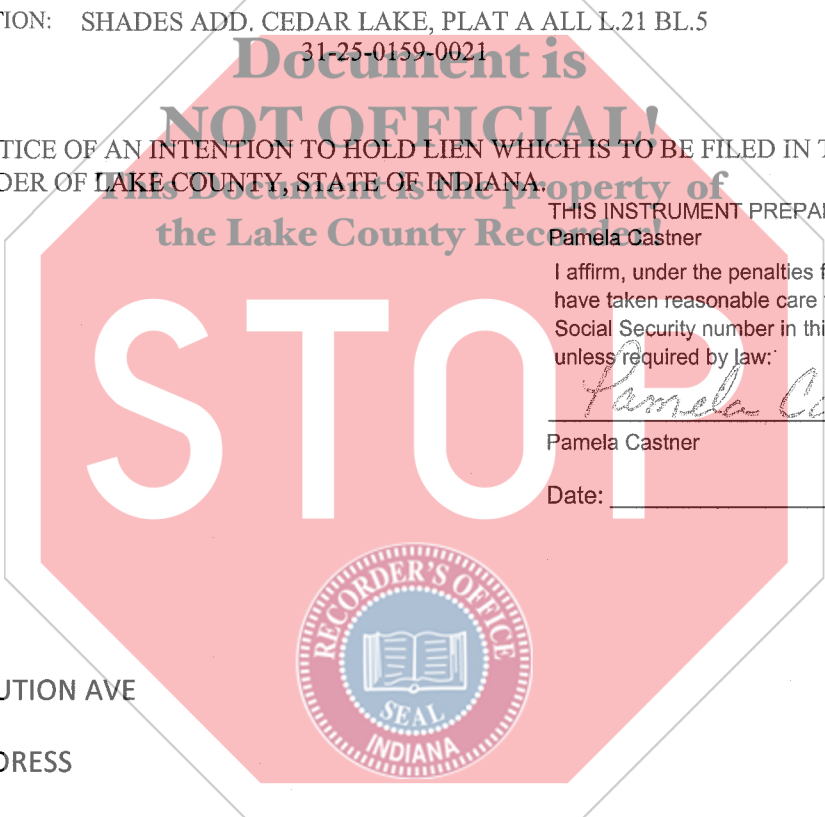 TION: SHADES ADD. CEDAR LAKE, PLAT A ALL L.21 BL.5
31-25-0159-0021
Document is
NOT OFFICIAL!
TICE OF AN INTENTION TO HOLD LIEN WHICH IS TO BE FILED IN T
DER OF LAKE COUNTY, STATE OF INDIANA.
This Document is the property of
the Lake County Recorder!
THIS INSTRUMENT PREPA
Pamela Castner
I affirm, under the penalties f
have taken reasonable care
Social Security number in thi
unless required by law:
Pamela Ca
Pamela Castner
Date:
STOP
RECORDER'S OFFICE
SEAL
INDIANA
UTION AVE
DRESS